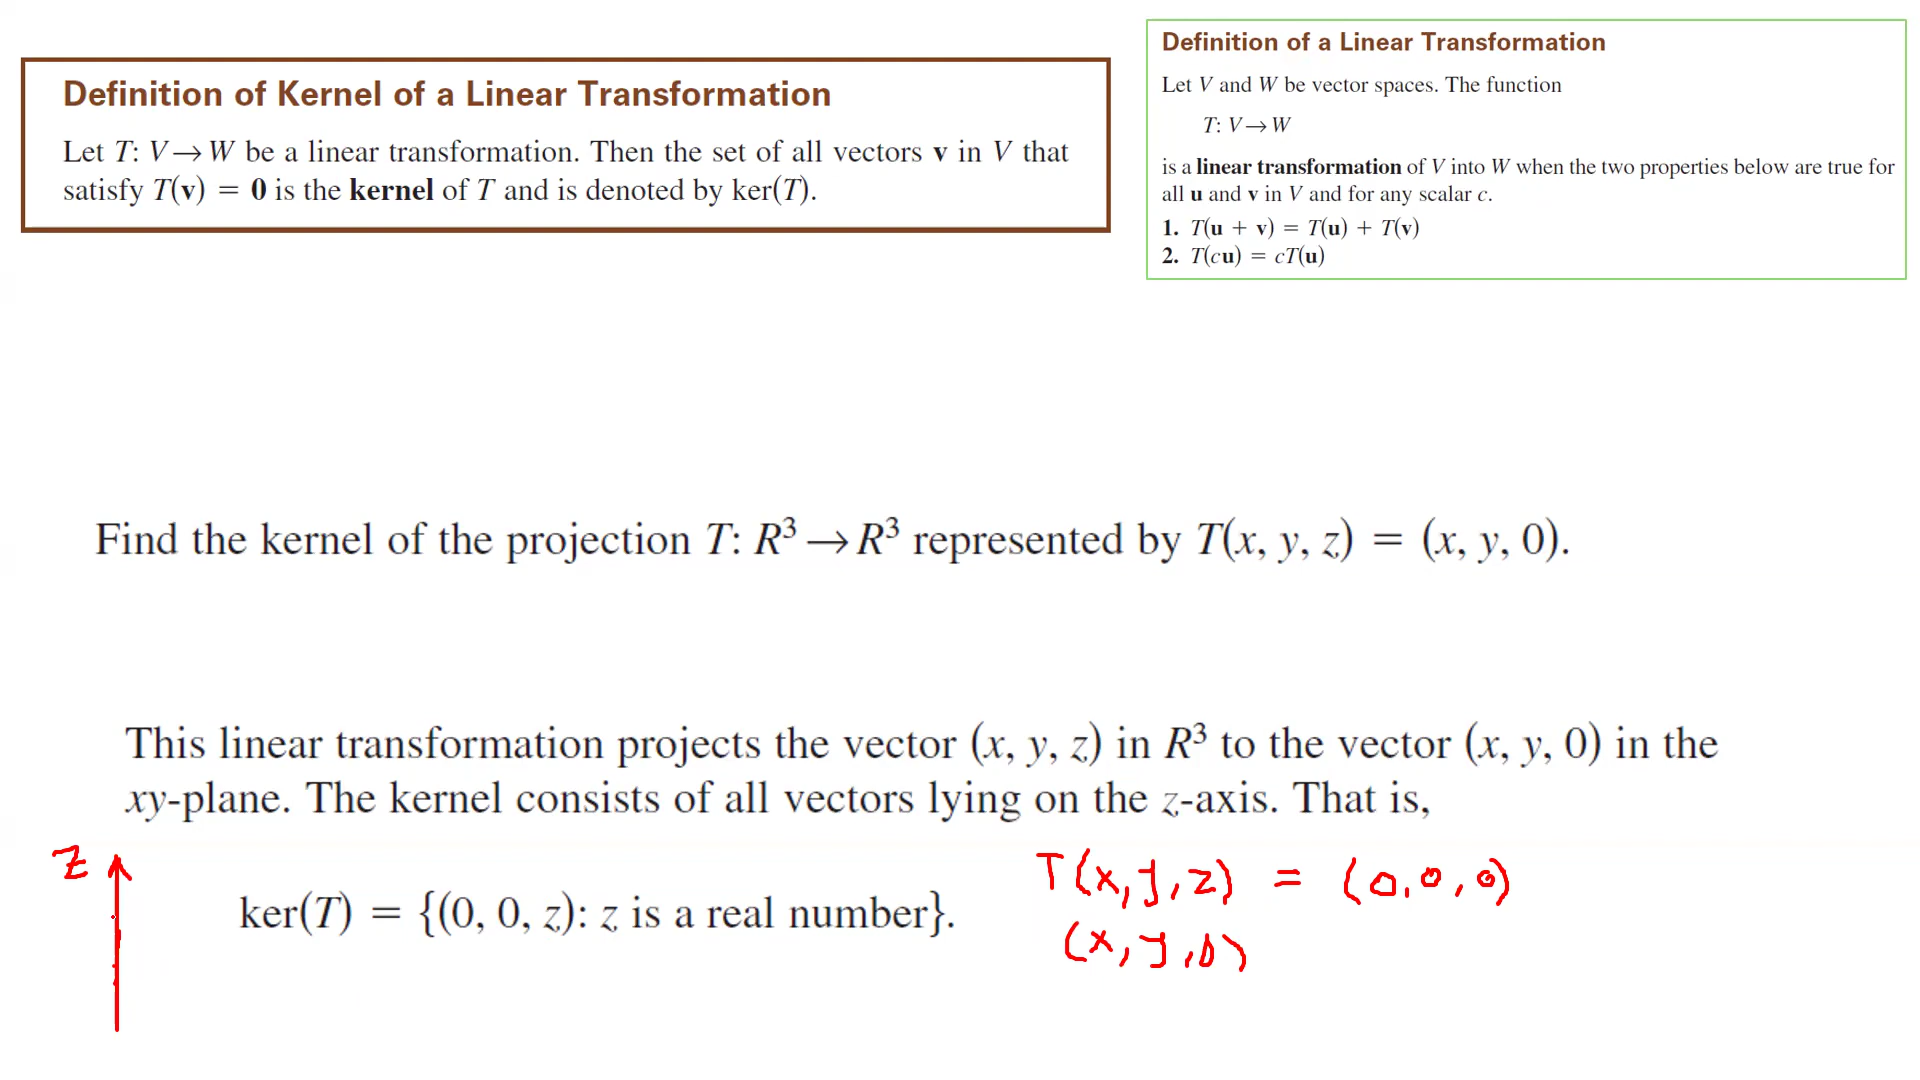 Definition of Kernel of a Linear Transformation
Let T: V→W be a linear transformation. Then the set of all vectors v in V that
satisfy T(v) = 0 is the kernel of T and is denoted by ker(T).
Definition of a Linear Transformation
Let V and W be vector spaces. The function
T: V→W
is a linear transformation of V into W when the two properties below are true for
all u and v in V and for any scalar c.
1. T(u + v) = T(u) + T(v)
2. T(cu) = cT(u)
Find the kernel of the projection T: R³→R³ represented by T(x, y, z) = (x, y, 0).
This linear transformation projects the vector (x, y, z) in R³ to the vector (x, y, 0) in the
xy-plane. The kernel consists of all vectors lying on the z-axis. That is,
z
ker(T) = {(0, 0, z): z is a real number}.
T(x, y, z) = (0, 0, 0)
(x, y, 0)